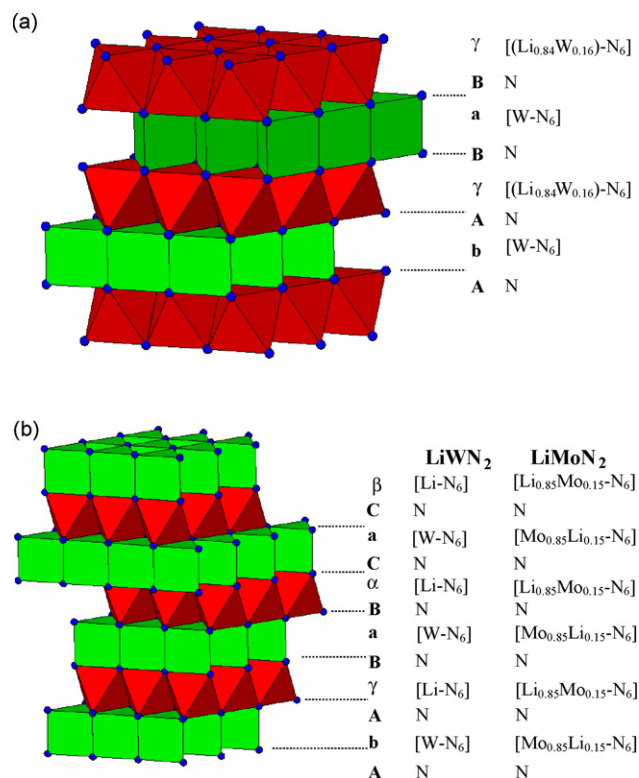 (a)
γ [(Li₀.₈₄W₀.₁₆)-N₆]
B N
a [W-N₆]
B N
γ [(Li₀.₈₄W₀.₁₆)-N₆]
A N
b [W-N₆]
A N
(b)
LiWN₂ LiMoN₂
β [Li-N₆] [Li₀.₈₅Mo₀.₁₅-N₆]
C N N
a [W-N₆] [Mo₀.₈₅Li₀.₁₅-N₆]
C N N
α [Li-N₆] [Li₀.₈₅Mo₀.₁₅-N₆]
B N N
a [W-N₆] [Mo₀.₈₅Li₀.₁₅-N₆]
B N N
γ [Li-N₆] [Li₀.₈₅Mo₀.₁₅-N₆]
A N N
b [W-N₆] [Mo₀.₈₅Li₀.₁₅-N₆]
A N N